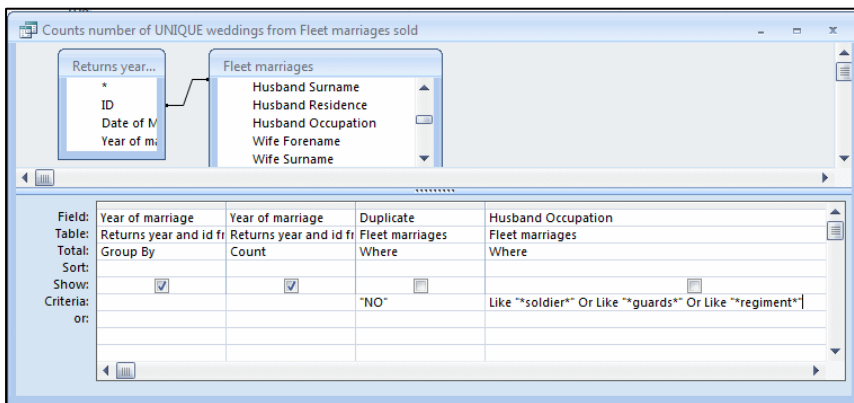 Counts number of UNIQUE weddings from Fleet marriages sold
Returns year...
*
ID
Date of M
Year of ma
Fleet marriages
Husband Surname
Husband Residence
Husband Occupation
Wife Forename
Wife Surname
Field: Year of marriage Year of marriage Duplicate Husband Occupation
Table: Returns year and id fr Returns year and id fr Fleet marriages Fleet marriages
Total: Group By Count Where Where
Sort:
Show:
Criteria: "NO" Like "*soldier*" Or Like "*guards*" Or Like "*regiment*"
or: